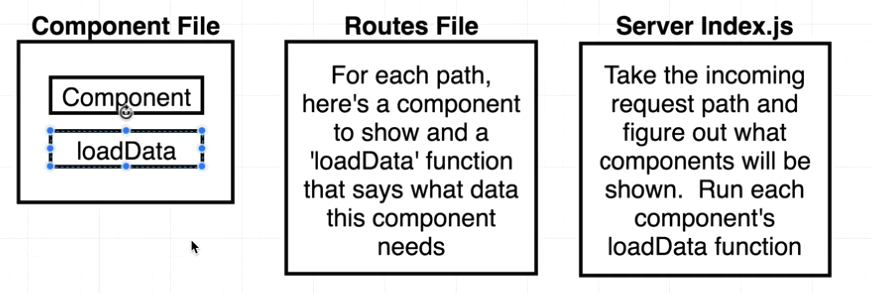 Component File
Component
loadData
Routes File
For each path,
here's a component
to show and a
'loadData' function
that says what data
this component
needs
Server Index.js
Take the incoming
request path and
figure out what
components will be
shown.  Run each
component's
loadData function